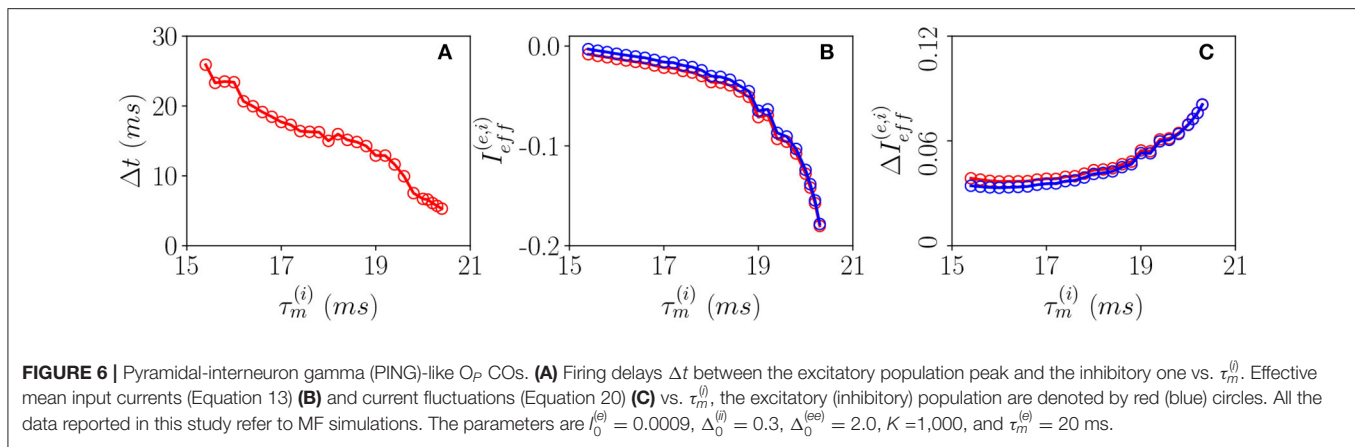 30
20
10
0
Δt (ms)
15 17 19 21
τ_m^{(i)} (ms)
A
0.0
-0.1
-0.2
I_{eff}^{(e,i)}
15 17 19 21
τ_m^{(i)} (ms)
B
0.12
0.06
0
ΔI_{eff}^{(e,i)}
15 17 19 21
τ_m^{(i)} (ms)
C
FIGURE 6 | Pyramidal-interneuron gamma (PING)-like O_P COs. (A) Firing delays Δt between the excitatory population peak and the inhibitory one vs. τ_m^{(i)}. Effective
mean input currents (Equation 13) (B) and current fluctuations (Equation 20) (C) vs. τ_m^{(i)}, the excitatory (inhibitory) population are denoted by red (blue) circles. All the
data reported in this study refer to MF simulations. The parameters are I_0^{(e)} = 0.0009, Δ_0^{(ii)} = 0.3, Δ_0^{(ee)} = 2.0, K =1,000, and τ_m^{(e)} = 20 ms.